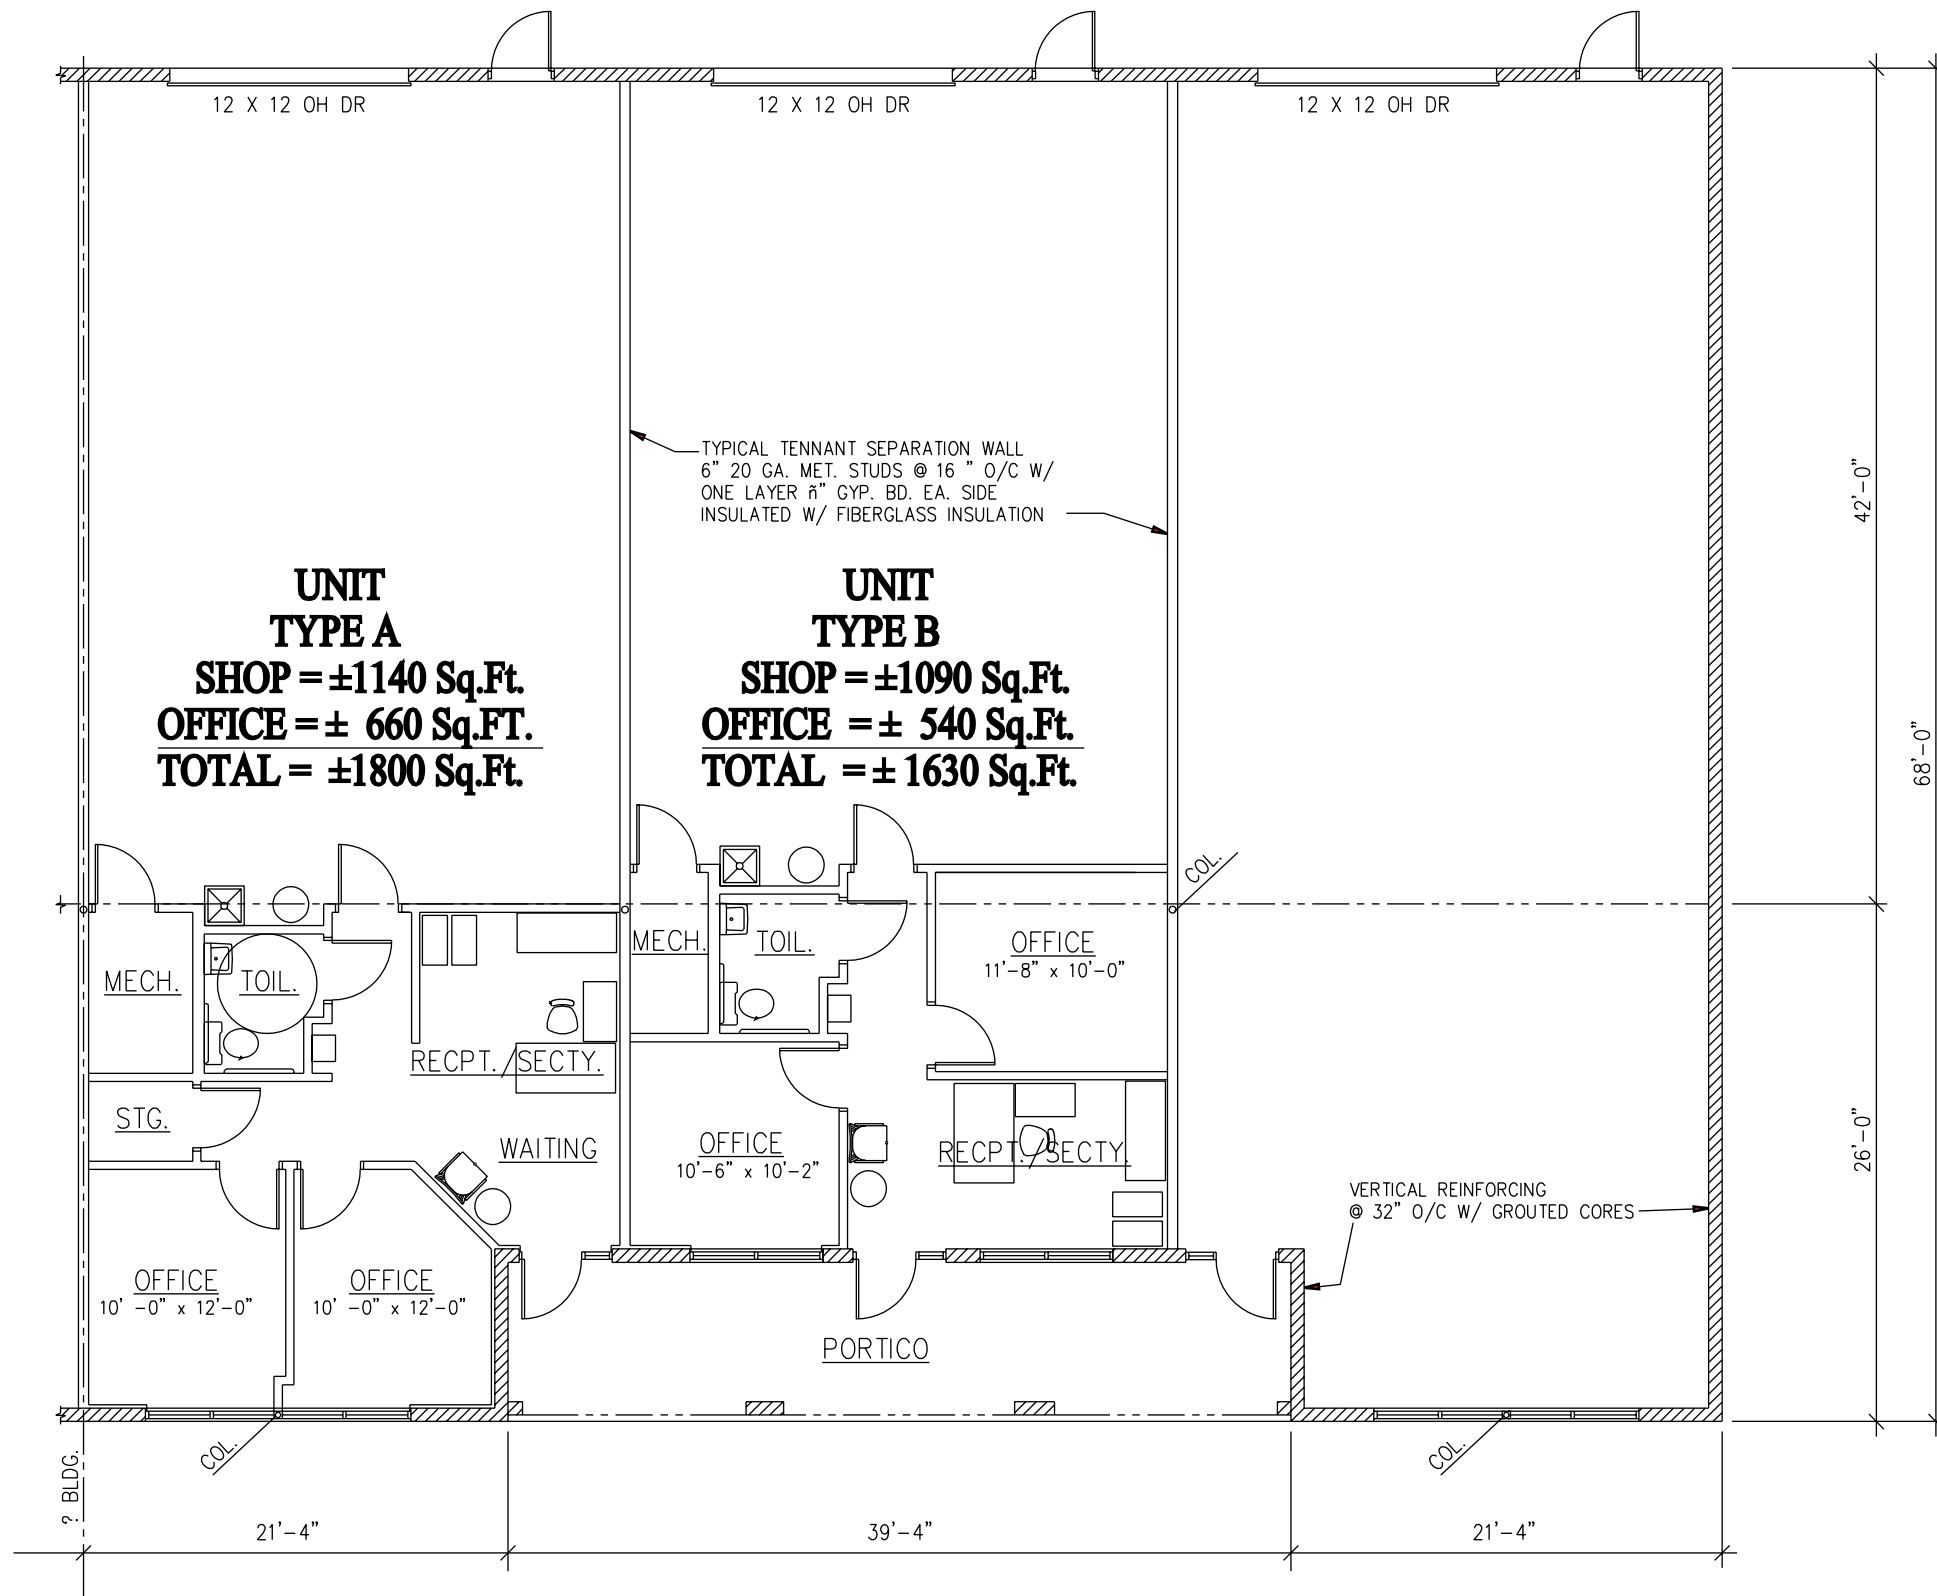 12 X 12 OH DR
12 X 12 OH DR
12 X 12 OH DR
TYPICAL TENNANT SEPARATION WALL
6" 20 GA. MET. STUDS @ 16 " O/C W/
ONE LAYER ñ" GYP. BD. EA. SIDE
INSULATED W/ FIBERGLASS INSULATION
42'-0"
UNIT
TYPE A
SHOP = ±1140 Sq.Ft.
OFFICE = ± 660 Sq.FT.
TOTAL = ±1800 Sq.Ft.
UNIT
TYPE B
SHOP = ±1090 Sq.Ft.
OFFICE = ± 540 Sq.Ft.
TOTAL = ± 1630 Sq.Ft.
68'-0"
COL.
MECH.
TOIL.
RECPT./SECTY.
STG.
WAITING
OFFICE
10' -0" x 12'-0"
OFFICE
10' -0" x 12'-0"
MECH.
TOIL.
OFFICE
11'-8" x 10'-0"
OFFICE
10'-6" x 10'-2"
RECPT./SECTY.
26'-0"
VERTICAL REINFORCING
@ 32" O/C W/ GROUTED CORES
PORTICO
COL.
COL.
? BLDG.
21'-4"
39'-4"
21'-4"